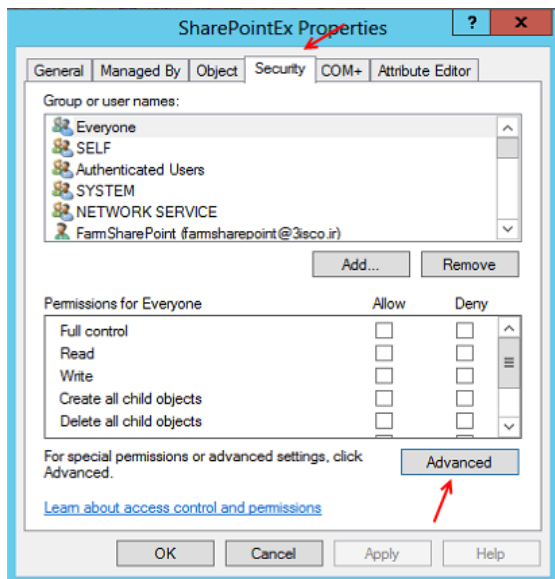 SharePointEx Properties
?
x
General Managed By Object Security COM+ Attribute Editor
Group or user names:
Everyone
SELF
Authenticated Users
SYSTEM
NETWORK SERVICE
FarmSharePoint (farmsharepoint@3isco.ir)
Add... Remove
Permissions for Everyone Allow Deny
Full control
Read
Write
Create all child objects
Delete all child objects
For special permissions or advanced settings, click
Advanced.
Advanced
Learn about access control and permissions
OK Cancel Apply Help